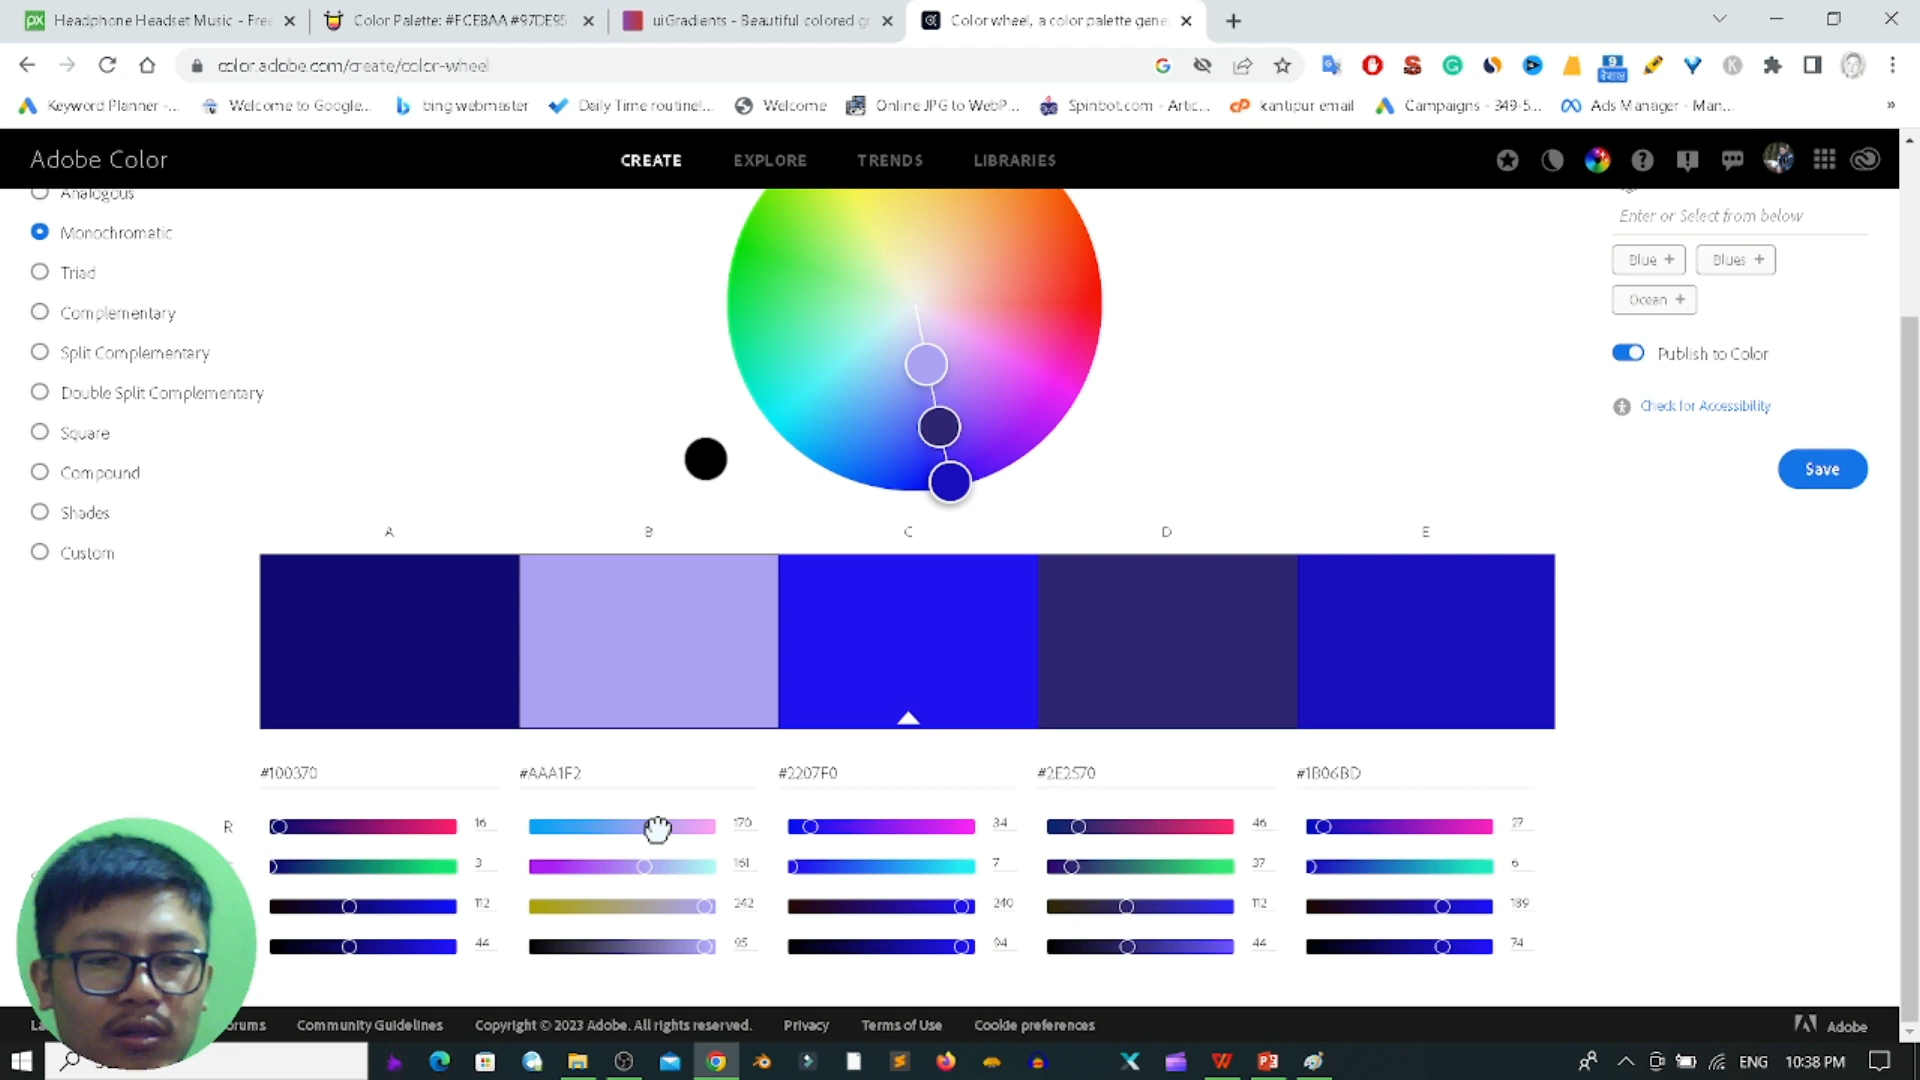 Headphone Headset Music - Free
Color Palette: #FCE8AA #97DE95
uiGradients - Beautiful colored gr
Color wheel, a color palette gene
color.adobe.com/create/color-wheel
9
Keyword Planner -...
Welcome to Google...
bing webmaster
Daily Time routine!...
Welcome
Online JPG to WebP...
Spinbot.com - Artic...
kantipur email
Campaigns - 349-5...
Ads Manager - Man...
»
Adobe Color
CREATE
EXPLORE
TRENDS
LIBRARIES
Analogous
Monochromatic
Triad
Complementary
Split Complementary
Double Split Complementary
Square
Compound
Shades
Custom
Enter or Select from below
Blue +
Blues +
Ocean +
Publish to Color
Check for Accessibility
Save
A
B
C
D
E
#100370
#AAA1F2
#2207F0
#2E2570
#1B06BD
R
16
170
34
46
27
3
161
7
37
6
112
242
240
112
189
44
95
94
44
74
orums
Community Guidelines
Copyright © 2023 Adobe. All rights reserved.
Privacy
Terms of Use
Cookie preferences
Adobe
ENG
10:38 PM